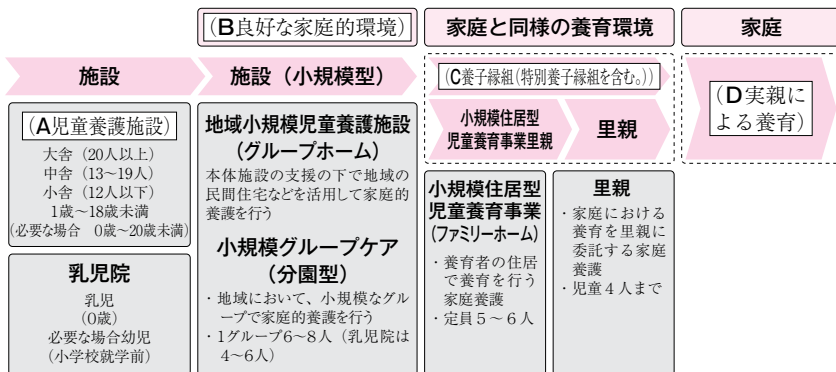 (B良好な家庭的環境)
家庭と同様の養育環境
家庭
施設
施設（小規模型）
(C養子縁組(特別養子縁組を含む。))
小規模住居型
児童養育事業里親
里親
(D実親に
よる養育)
(A児童養護施設)
大舎（20人以上）
中舎（13〜19人）
小舎（12人以下）
1歳〜18歳未満
(必要な場合　0歳〜20歳未満)
乳児院
乳児
(0歳)
必要な場合幼児
(小学校就学前)
地域小規模児童養護施設
(グループホーム)
本体施設の支援の下で地域の
民間住宅などを活用して家庭的
養護を行う
小規模グループケア
(分園型)
・地域において、小規模なグル
ープで家庭的養護を行う
・1グループ6〜8人（乳児院は
4〜6人）
小規模住居型
児童養育事業
(ファミリーホーム)
・養育者の住居
で養育を行う
家庭養護
・定員５〜６人
里親
・家庭における
養育を里親に
委託する家庭
養護
・児童４人まで